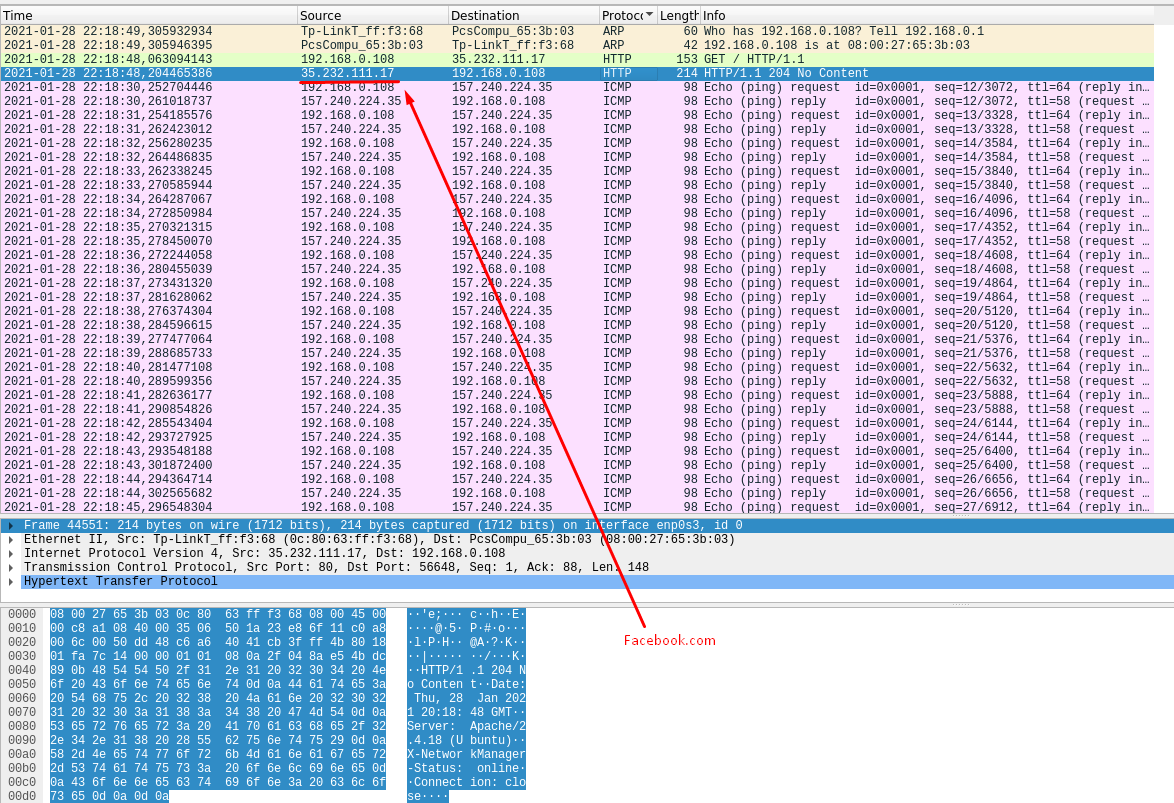 Time Source Destination Protoc Length Info
2021-01-28 22:18:49,305932934 Tp-LinkT_ff:f3:68 PcsCompu_65:3b:03 ARP 60 Who has 192.168.0.108? Tell 192.168.0.1
2021-01-28 22:18:49,305946395 PcsCompu_65:3b:03 Tp-LinkT_ff:f3:68 ARP 42 192.168.0.108 is at 08:00:27:65:3b:03
2021-01-28 22:18:48,063094143 192.168.0.108 35.232.111.17 HTTP 153 GET / HTTP/1.1
2021-01-28 22:18:48,204465386 35.232.111.17 192.168.0.108 HTTP 214 HTTP/1.1 204 No Content
2021-01-28 22:18:30,252704446 192.168.0.108 157.240.224.35 ICMP 98 Echo (ping) request id=0x0001, seq=12/3072, ttl=64 (reply in…
2021-01-28 22:18:30,261018737 157.240.224.35 192.168.0.108 ICMP 98 Echo (ping) reply id=0x0001, seq=12/3072, ttl=58 (request …
2021-01-28 22:18:31,254185576 192.168.0.108 157.240.224.35 ICMP 98 Echo (ping) request id=0x0001, seq=13/3328, ttl=64 (reply in…
2021-01-28 22:18:31,262423012 157.240.224.35 192.168.0.108 ICMP 98 Echo (ping) reply id=0x0001, seq=13/3328, ttl=58 (request …
2021-01-28 22:18:32,256280235 192.168.0.108 157.240.224.35 ICMP 98 Echo (ping) request id=0x0001, seq=14/3584, ttl=64 (reply in…
2021-01-28 22:18:32,264486835 157.240.224.35 192.168.0.108 ICMP 98 Echo (ping) reply id=0x0001, seq=14/3584, ttl=58 (request …
2021-01-28 22:18:33,262338245 192.168.0.108 157.240.224.35 ICMP 98 Echo (ping) request id=0x0001, seq=15/3840, ttl=64 (reply in…
2021-01-28 22:18:33,270585944 157.240.224.35 192.168.0.108 ICMP 98 Echo (ping) reply id=0x0001, seq=15/3840, ttl=58 (request …
2021-01-28 22:18:34,264287067 192.168.0.108 157.240.224.35 ICMP 98 Echo (ping) request id=0x0001, seq=16/4096, ttl=64 (reply in…
2021-01-28 22:18:34,272850984 157.240.224.35 192.168.0.108 ICMP 98 Echo (ping) reply id=0x0001, seq=16/4096, ttl=58 (request …
2021-01-28 22:18:35,270321315 192.168.0.108 157.240.224.35 ICMP 98 Echo (ping) request id=0x0001, seq=17/4352, ttl=64 (reply in…
2021-01-28 22:18:35,278450070 157.240.224.35 192.168.0.108 ICMP 98 Echo (ping) reply id=0x0001, seq=17/4352, ttl=58 (request …
2021-01-28 22:18:36,272244058 192.168.0.108 157.240.224.35 ICMP 98 Echo (ping) request id=0x0001, seq=18/4608, ttl=64 (reply in…
2021-01-28 22:18:36,280455039 157.240.224.35 192.168.0.108 ICMP 98 Echo (ping) reply id=0x0001, seq=18/4608, ttl=58 (request …
2021-01-28 22:18:37,273431320 192.168.0.108 157.240.224.35 ICMP 98 Echo (ping) request id=0x0001, seq=19/4864, ttl=64 (reply in…
2021-01-28 22:18:37,281628062 157.240.224.35 192.168.0.108 ICMP 98 Echo (ping) reply id=0x0001, seq=19/4864, ttl=58 (request …
2021-01-28 22:18:38,276374304 192.168.0.108 157.240.224.35 ICMP 98 Echo (ping) request id=0x0001, seq=20/5120, ttl=64 (reply in…
2021-01-28 22:18:38,284596615 157.240.224.35 192.168.0.108 ICMP 98 Echo (ping) reply id=0x0001, seq=20/5120, ttl=58 (request …
2021-01-28 22:18:39,277477064 192.168.0.108 157.240.224.35 ICMP 98 Echo (ping) request id=0x0001, seq=21/5376, ttl=64 (reply in…
2021-01-28 22:18:39,288685733 157.240.224.35 192.168.0.108 ICMP 98 Echo (ping) reply id=0x0001, seq=21/5376, ttl=58 (request …
2021-01-28 22:18:40,281477108 192.168.0.108 157.240.224.35 ICMP 98 Echo (ping) request id=0x0001, seq=22/5632, ttl=64 (reply in…
2021-01-28 22:18:40,289599356 157.240.224.35 192.168.0.108 ICMP 98 Echo (ping) reply id=0x0001, seq=22/5632, ttl=58 (request …
2021-01-28 22:18:41,282636177 192.168.0.108 157.240.224.35 ICMP 98 Echo (ping) request id=0x0001, seq=23/5888, ttl=64 (reply in…
2021-01-28 22:18:41,290854826 157.240.224.35 192.168.0.108 ICMP 98 Echo (ping) reply id=0x0001, seq=23/5888, ttl=58 (request …
2021-01-28 22:18:42,285543404 192.168.0.108 157.240.224.35 ICMP 98 Echo (ping) request id=0x0001, seq=24/6144, ttl=64 (reply in…
2021-01-28 22:18:42,293727925 157.240.224.35 192.168.0.108 ICMP 98 Echo (ping) reply id=0x0001, seq=24/6144, ttl=58 (request …
2021-01-28 22:18:43,293548188 192.168.0.108 157.240.224.35 ICMP 98 Echo (ping) request id=0x0001, seq=25/6400, ttl=64 (reply in…
2021-01-28 22:18:43,301872400 157.240.224.35 192.168.0.108 ICMP 98 Echo (ping) reply id=0x0001, seq=25/6400, ttl=58 (request …
2021-01-28 22:18:44,294364714 192.168.0.108 157.240.224.35 ICMP 98 Echo (ping) request id=0x0001, seq=26/6656, ttl=64 (reply in…
2021-01-28 22:18:44,302565682 157.240.224.35 192.168.0.108 ICMP 98 Echo (ping) reply id=0x0001, seq=26/6656, ttl=58 (request …
2021-01-28 22:18:45,296548304 192.168.0.108 157.240.224.35 ICMP 98 Echo (ping) request id=0x0001, seq=27/6912, ttl=64 (reply in…
Frame 44551: 214 bytes on wire (1712 bits), 214 bytes captured (1712 bits) on interface enp0s3, id 0
Ethernet II, Src: Tp-LinkT_ff:f3:68 (0c:80:63:ff:f3:68), Dst: PcsCompu_65:3b:03 (08:00:27:65:3b:03)
Internet Protocol Version 4, Src: 35.232.111.17, Dst: 192.168.0.108
Transmission Control Protocol, Src Port: 80, Dst Port: 56648, Seq: 1, Ack: 88, Len: 148
Hypertext Transfer Protocol
0000 08 00 27 65 3b 03 0c 80 63 ff f3 68 08 00 45 00 ··'e;··· c··h··E·
0010 00 c8 a1 08 40 00 35 06 50 1a 23 e8 6f 11 c0 a8 ····@·5· P·#·o···
0020 00 6c 00 50 dd 48 c6 a6 40 41 cb 3f ff 4b 80 18 ·l·P·H·· @A·?·K··
0030 01 fa 7c 14 00 00 01 01 08 0a 2f 04 8a e5 4b dc ··|····· ··/···K·
0040 89 0b 48 54 54 50 2f 31 2e 31 20 32 30 34 20 4e ··HTTP/1 .1 204 N
0050 6f 20 43 6f 6e 74 65 6e 74 0d 0a 44 61 74 65 3a o Conten t··Date:
0060 20 54 68 75 2c 20 32 38 20 4a 61 6e 20 32 30 32 Thu, 28 Jan 202
0070 31 20 32 30 3a 31 38 3a 34 38 20 47 4d 54 0d 0a 1 20:18: 48 GMT··
0080 53 65 72 76 65 72 3a 20 41 70 61 63 68 65 2f 32 Server: Apache/2
0090 2e 34 2e 31 38 20 28 55 62 75 6e 74 75 29 0d 0a .4.18 (U buntu)··
00a0 58 2d 4e 65 74 77 6f 72 6b 4d 61 6e 61 67 65 72 X-Networ kManager
00b0 2d 53 74 61 74 75 73 3a 20 6f 6e 6c 69 6e 65 0d -Status: online·
00c0 0a 43 6f 6e 6e 65 63 74 69 6f 6e 3a 20 63 6c 6f ·Connect ion: clo
00d0 73 65 0d 0a 0d 0a se····
Facebook.com